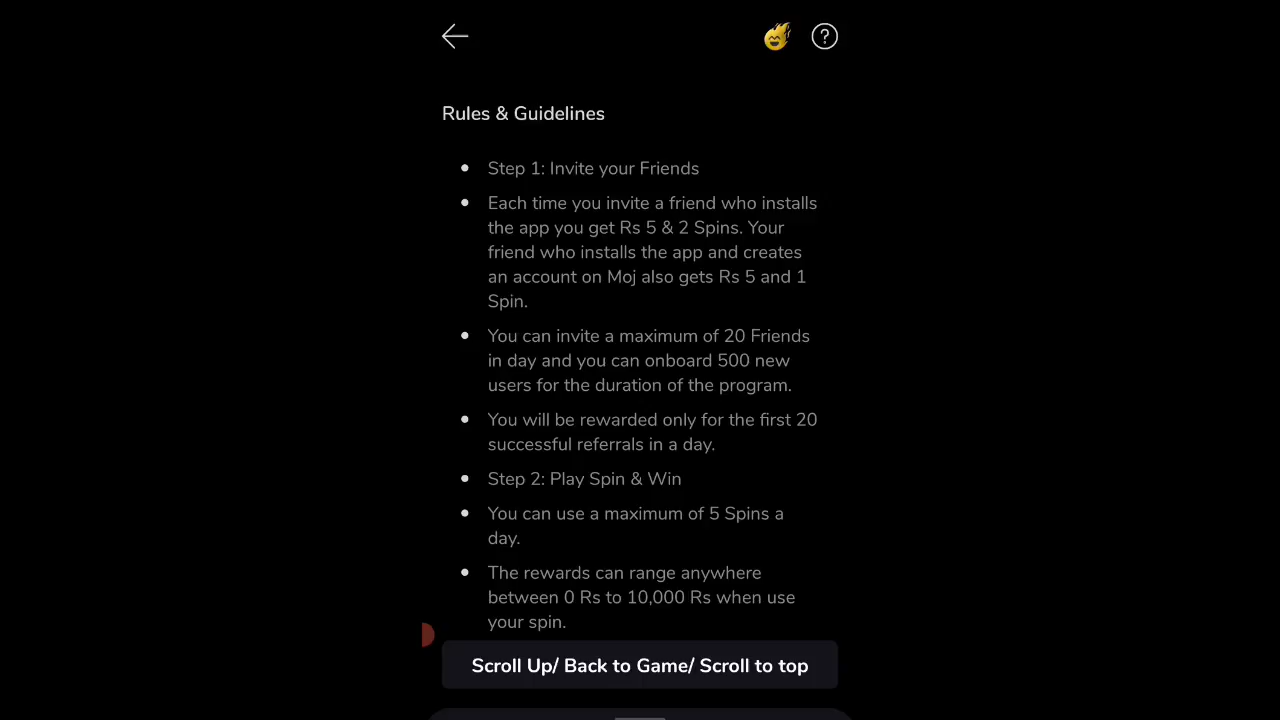 Rules & Guidelines
Step 1: Invite your Friends
Each time you invite a friend who installs
the app you get Rs 5 & 2 Spins. Your
friend who installs the app and creates
an account on Moj also gets Rs 5 and 1
Spin.
You can invite a maximum of 20 Friends
in day and you can onboard 500 new
users for the duration of the program.
You will be rewarded only for the first 20
successful referrals in a day.
Step 2: Play Spin & Win
You can use a maximum of 5 Spins a
day.
The rewards can range anywhere
between 0 Rs to 10,000 Rs when use
your spin.
Scroll Up/ Back to Game/ Scroll to top